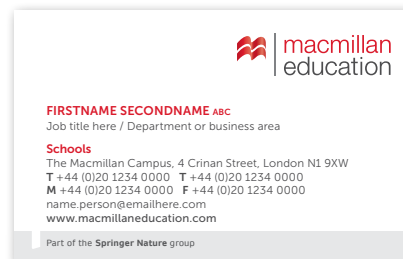 macmillan
education
FIRSTNAME SECONDNAME ABC
Job title here / Department or business area
Schools
The Macmillan Campus, 4 Crinan Street, London N1 9XW
T +44 (0)20 1234 0000 T +44 (0)20 1234 0000
M +44 (0)20 1234 0000 F +44 (0)20 1234 0000
name.person@emailhere.com
www.macmillaneducation.com
Part of the Springer Nature group